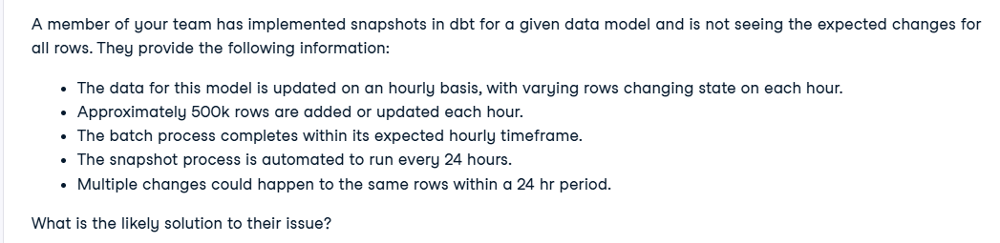 A member of your team has implemented snapshots in dbt for a given data model and is not seeing the expected changes for
all rows. They provide the following information:
• The data for this model is updated on an hourly basis, with varying rows changing state on each hour.
• Approximately 500k rows are added or updated each hour.
• The batch process completes within its expected hourly timeframe.
• The snapshot process is automated to run every 24 hours.
• Multiple changes could happen to the same rows within a 24 hr period.
What is the likely solution to their issue?